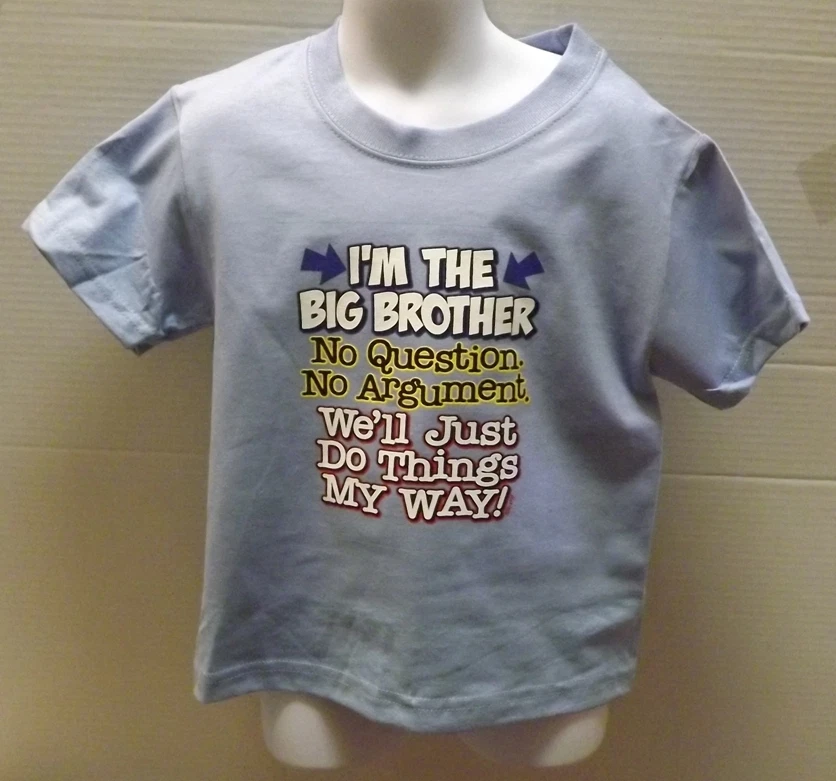 I'M THE
BIG BROTHER
No Question.
No Argument.
We'll Just
Do Things
MY WAY!